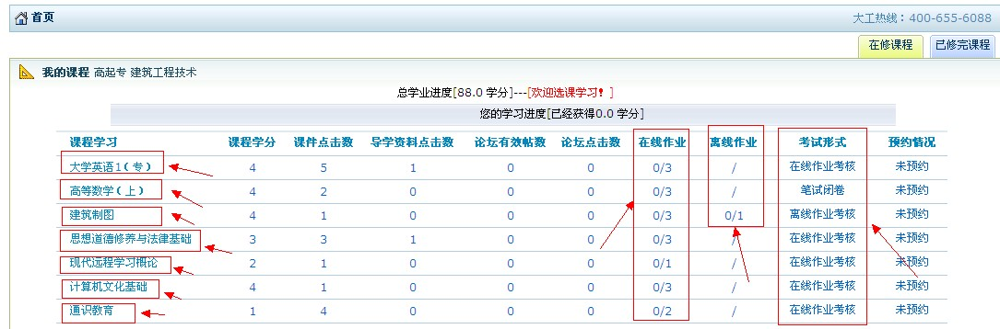 首页 大工热线：400-655-6088
在修课程 已修完课程
我的课程 高起专 建筑工程技术
总学业进度[88.0 学分]---[欢迎选课学习！]
您的学习进度[已经获得0.0 学分]
课程学习 课程学分 课件点击数 导学资料点击数 论坛有效帖数 论坛点击数 在线作业 离线作业 考试形式 预约情况
大学英语1（专） 4 5 1 0 0 0/3 / 在线作业考核 未预约
高等数学（上） 4 2 0 0 0 0/3 / 笔试闭卷 未预约
建筑制图 4 1 0 0 0 0/3 0/1 离线作业考核 未预约
思想道德修养与法律基础 3 3 1 0 0 0/3 / 在线作业考核 未预约
现代远程学习概论 2 1 0 0 0 0/1 / 在线作业考核 未预约
计算机文化基础 4 1 0 0 0 0/3 / 在线作业考核 未预约
通识教育 1 4 0 0 0 0/2 / 在线作业考核 未预约